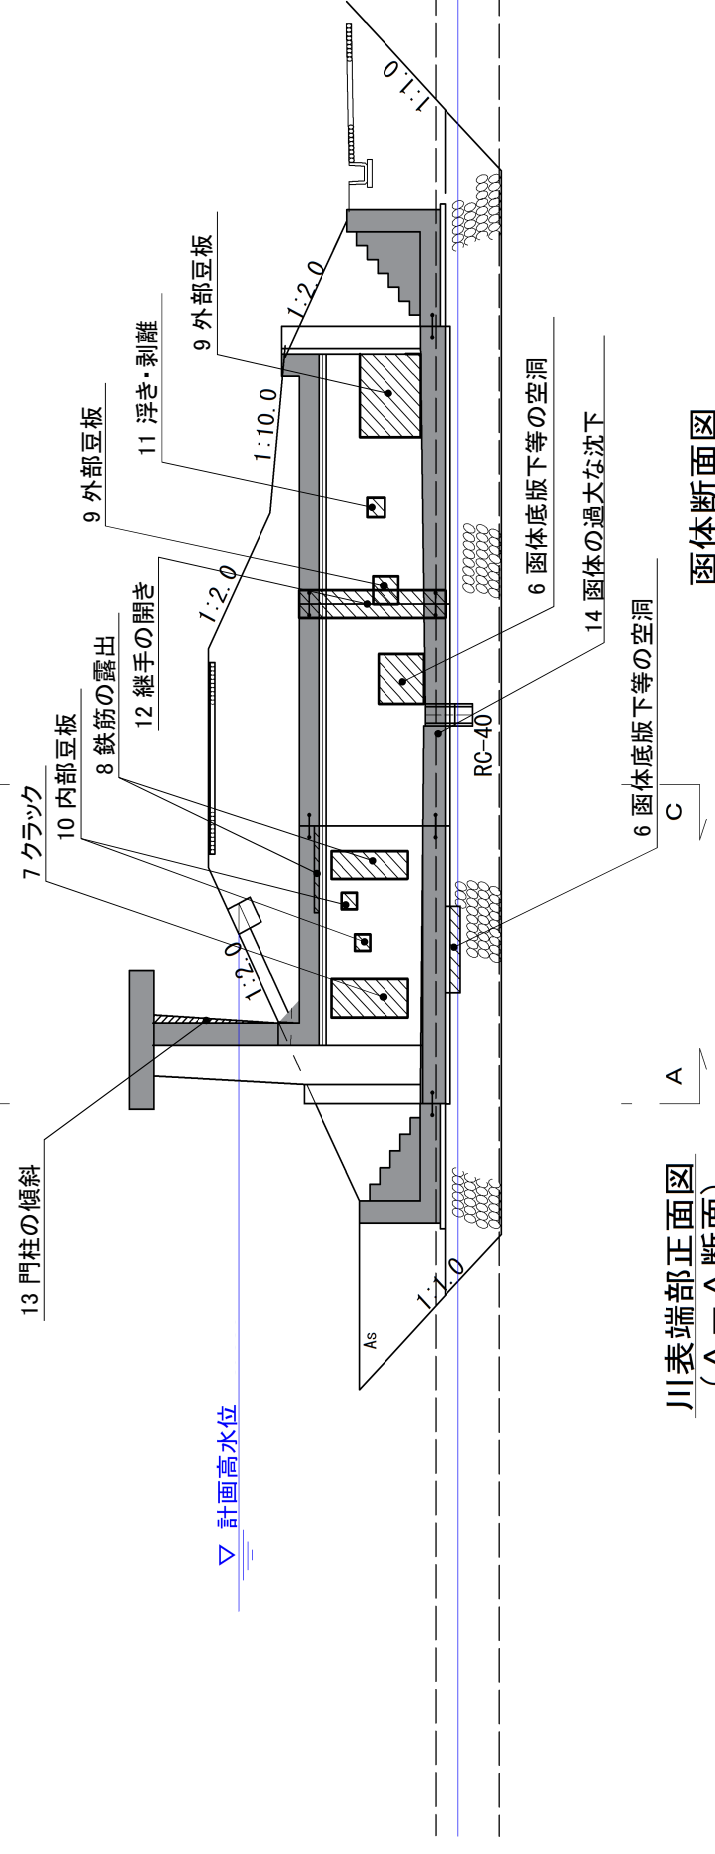 13 門柱の傾斜
7 クラック
10 内部豆板
8 鉄筋の露出
12 継手の開き
9 外部豆板
11 浮き・剥離
9 外部豆板
▽ 計画高水位
1:2.0
1:2.0
1:10.0
1:2.0
1:1.0
As
1:1.0
RC-40
6 函体底版下等の空洞
14 函体の過大な沈下
6 函体底版下等の空洞
A
C
川表端部正面図
函体断面図